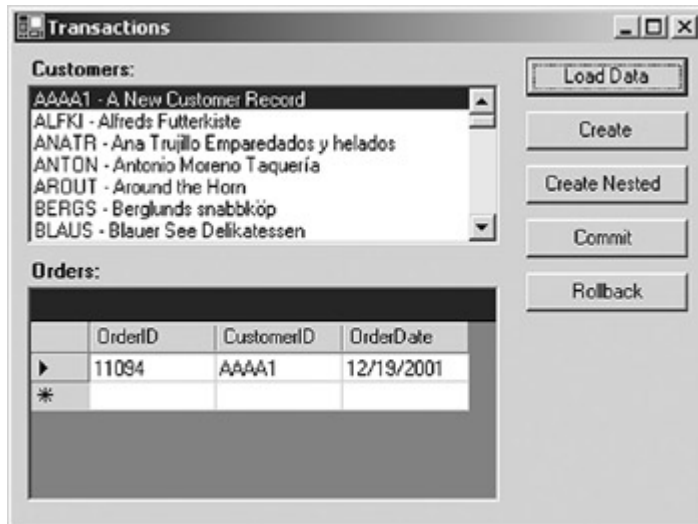 Transactions
Customers:
AAAA1 - A New Customer Record
ALFKI - Alfreds Futterkiste
ANATR - Ana Trujillo Emparedados y helados
ANTON - Antonio Moreno Taquería
AROUT - Around the Horn
BERGS - Berglunds snabbköp
BLAUS - Blauer See Delikatessen
Orders:
OrderID CustomerID OrderDate
11094 AAAA1 12/19/2001
Load Data
Create
Create Nested
Commit
Rollback